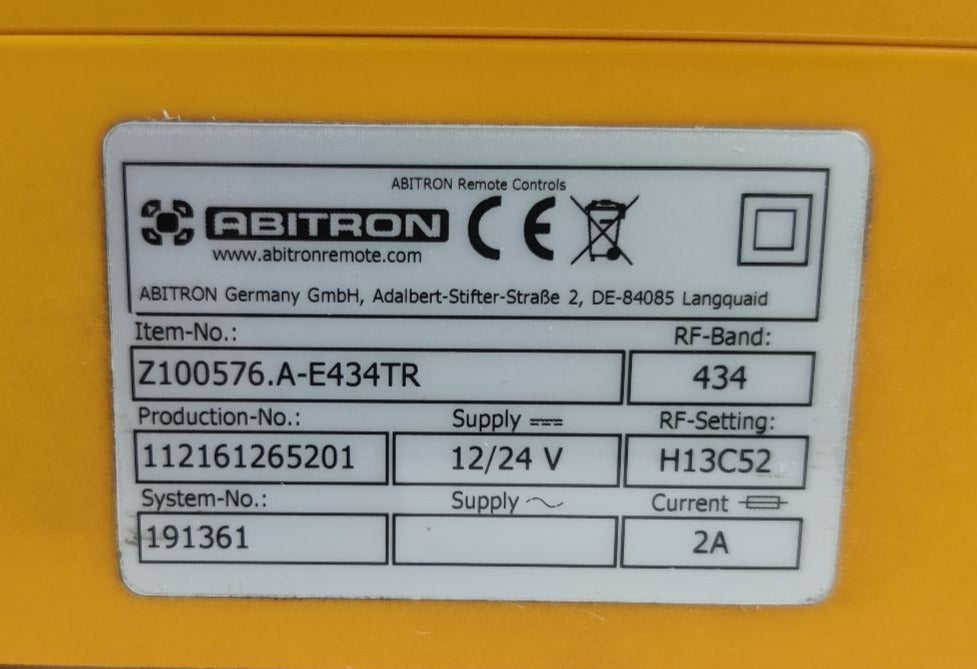 ABITRON Remote Controls
ABITRON CE
www.abitronremote.com
ABITRON Germany GmbH, Adalbert-Stifter-Straße 2, DE-84085 Langquaid
Item-No.: RF-Band:
Z100576.A-E434TR 434
Production-No.: Supply RF-Setting:
112161265201 12/24 V H13C52
System-No.: Supply Current
191361 2A